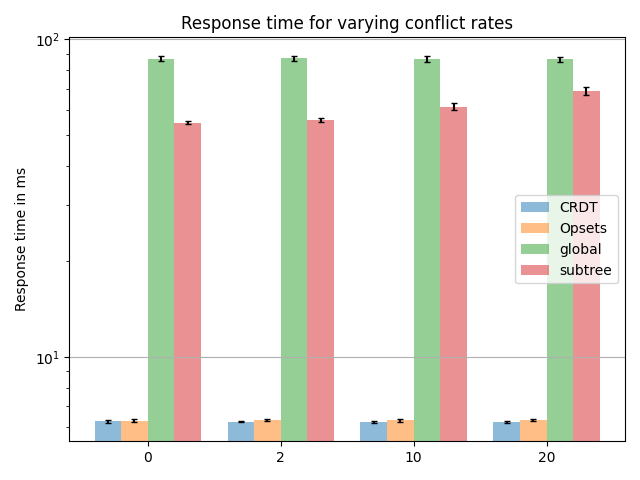 Response time for varying conflict rates
10²
10¹
Response time in ms
CRDT
Opsets
global
subtree
0
2
10
20